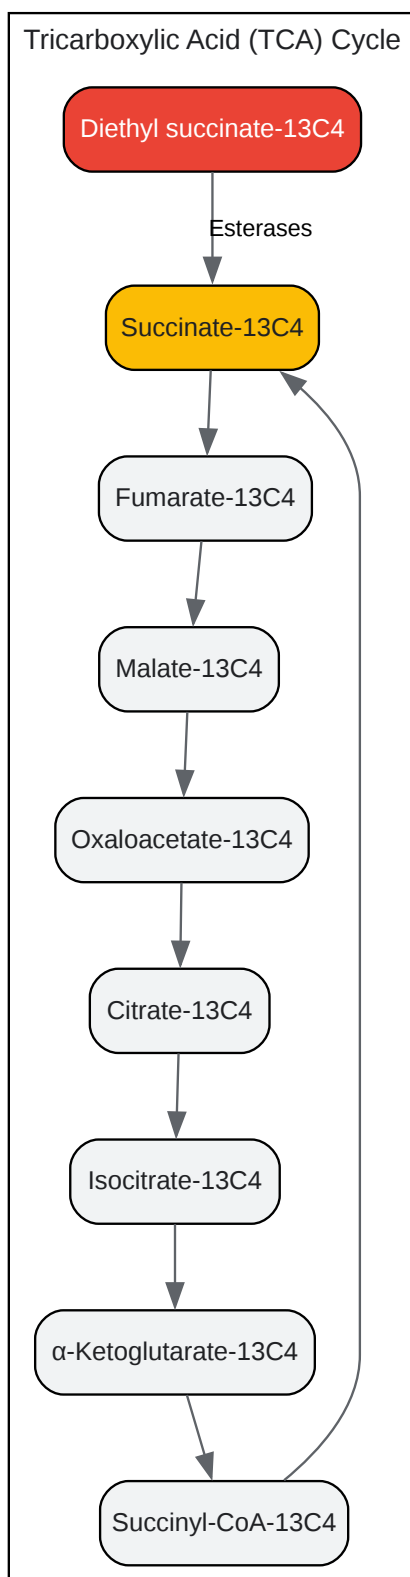 Tricarboxylic Acid (TCA) Cycle
Diethyl succinate-13C4
Esterases
Succinate-13C4
Fumarate-13C4
Malate-13C4
Oxaloacetate-13C4
Citrate-13C4
Isocitrate-13C4
α-Ketoglutarate-13C4
Succinyl-CoA-13C4